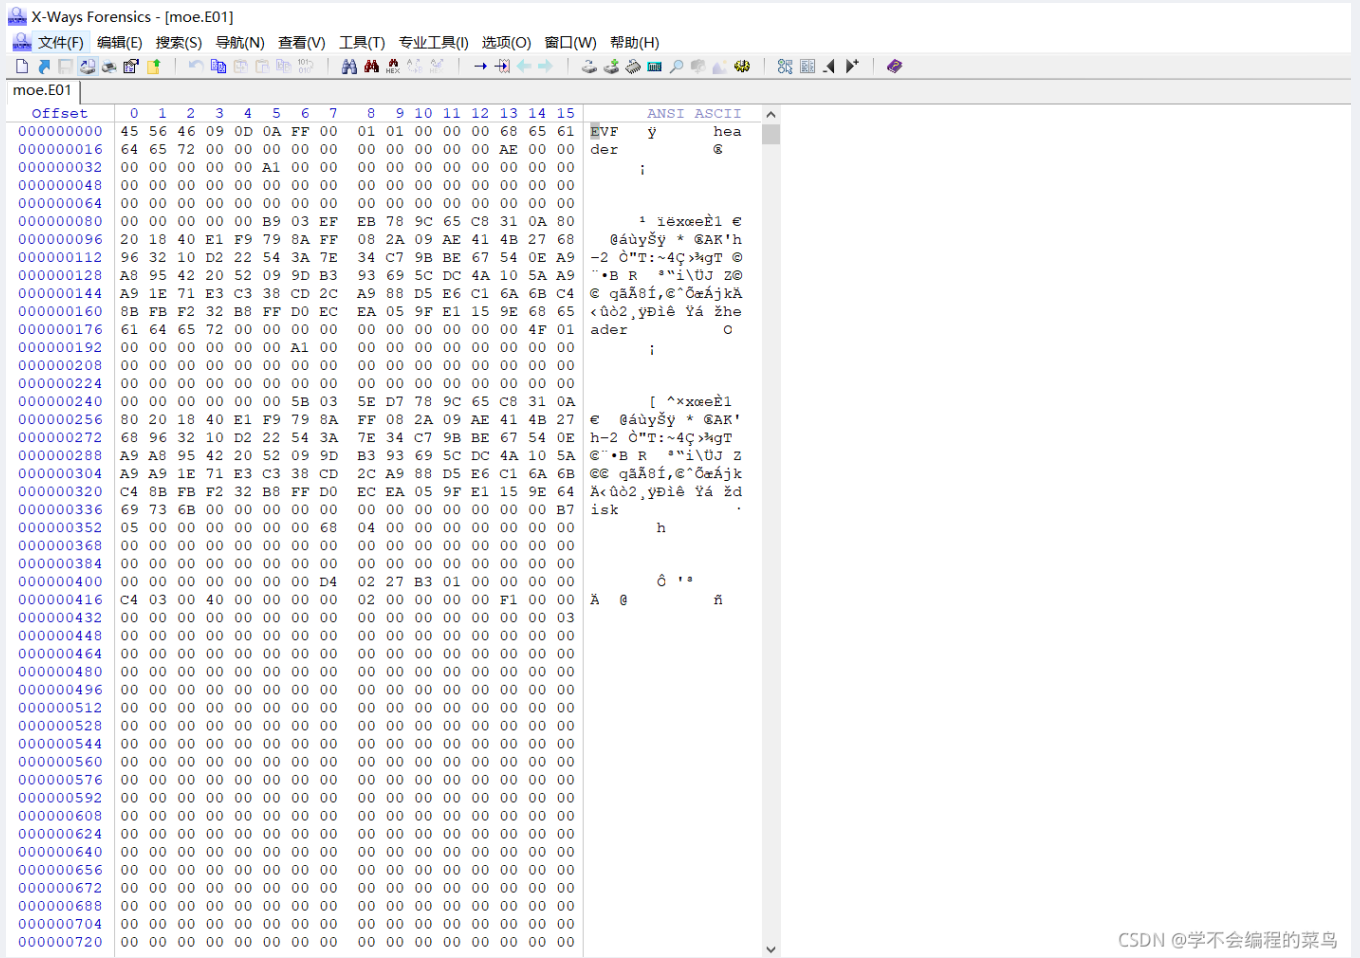 X-Ways Forensics - [moe.E01]
文件(F) 编辑(E) 搜索(S) 导航(N) 查看(V) 工具(T) 专业工具(I) 选项(O) 窗口(W) 帮助(H)
moe.E01
Offset 0 1 2 3 4 5 6 7 8 9 10 11 12 13 14 15 ANSI ASCII
000000000 45 56 46 09 0D 0A FF 00 01 01 00 00 00 68 65 61 EVF ÿ hea
000000016 64 65 72 00 00 00 00 00 00 00 00 00 00 AE 00 00 der ®
000000032 00 00 00 00 00 A1 00 00 00 00 00 00 00 00 00 00 ¡
000000048 00 00 00 00 00 00 00 00 00 00 00 00 00 00 00 00
000000064 00 00 00 00 00 00 00 00 00 00 00 00 00 00 00 00
000000080 00 00 00 00 00 B9 03 EF EB 78 9C 65 C8 31 0A 80 ¹ ïëxœeÈ1 €
000000096 20 18 40 E1 F9 79 8A FF 08 2A 09 AE 41 4B 27 68 @áùyŠÿ * ®AK'h
000000112 96 32 10 D2 22 54 3A 7E 34 C7 9B BE 67 54 0E A9 –2 Ò"T:~4Ç›¾gT ©
000000128 A8 95 42 20 52 09 9D B3 93 69 5C DC 4A 10 5A A9 ¨•B R ³“i\ÜJ Z©
000000144 A9 1E 71 E3 C3 38 CD 2C A9 88 D5 E6 C1 6A 6B C4 © qãÃ8Í,©ˆÕæÁjkÄ
000000160 8B FB F2 32 B8 FF D0 EC EA 05 9F E1 15 9E 68 65 ‹ûò2¸ÿÐìê Ÿá žhe
000000176 61 64 65 72 00 00 00 00 00 00 00 00 00 00 4F 01 ader O
000000192 00 00 00 00 00 00 A1 00 00 00 00 00 00 00 00 00 ¡
000000208 00 00 00 00 00 00 00 00 00 00 00 00 00 00 00 00
000000224 00 00 00 00 00 00 00 00 00 00 00 00 00 00 00 00
000000240 00 00 00 00 00 00 5B 03 5E D7 78 9C 65 C8 31 0A [ ^×xœeÈ1
000000256 80 20 18 40 E1 F9 79 8A FF 08 2A 09 AE 41 4B 27 € @áùyŠÿ * ®AK'
000000272 68 96 32 10 D2 22 54 3A 7E 34 C7 9B BE 67 54 0E h–2 Ò"T:~4Ç›¾gT
000000288 A9 A8 95 42 20 52 09 9D B3 93 69 5C DC 4A 10 5A ©¨•B R ³“i\ÜJ Z
000000304 A9 A9 1E 71 E3 C3 38 CD 2C A9 88 D5 E6 C1 6A 6B ©© qãÃ8Í,©ˆÕæÁjk
000000320 C4 8B FB F2 32 B8 FF D0 EC EA 05 9F E1 15 9E 64 Ä‹ûò2¸ÿÐìê Ÿá žd
000000336 69 73 6B 00 00 00 00 00 00 00 00 00 00 00 00 B7 isk ·
000000352 05 00 00 00 00 00 00 68 04 00 00 00 00 00 00 00 h
000000368 00 00 00 00 00 00 00 00 00 00 00 00 00 00 00 00
000000384 00 00 00 00 00 00 00 00 00 00 00 00 00 00 00 00
000000400 00 00 00 00 00 00 00 D4 02 27 B3 01 00 00 00 00 Ô '³
000000416 C4 03 00 40 00 00 00 00 02 00 00 00 00 F1 00 00 Ä @ ñ
000000432 00 00 00 00 00 00 00 00 00 00 00 00 00 00 00 03
000000448 00 00 00 00 00 00 00 00 00 00 00 00 00 00 00 00
000000464 00 00 00 00 00 00 00 00 00 00 00 00 00 00 00 00
000000480 00 00 00 00 00 00 00 00 00 00 00 00 00 00 00 00
000000496 00 00 00 00 00 00 00 00 00 00 00 00 00 00 00 00
000000512 00 00 00 00 00 00 00 00 00 00 00 00 00 00 00 00
000000528 00 00 00 00 00 00 00 00 00 00 00 00 00 00 00 00
000000544 00 00 00 00 00 00 00 00 00 00 00 00 00 00 00 00
000000560 00 00 00 00 00 00 00 00 00 00 00 00 00 00 00 00
000000576 00 00 00 00 00 00 00 00 00 00 00 00 00 00 00 00
000000592 00 00 00 00 00 00 00 00 00 00 00 00 00 00 00 00
000000608 00 00 00 00 00 00 00 00 00 00 00 00 00 00 00 00
000000624 00 00 00 00 00 00 00 00 00 00 00 00 00 00 00 00
000000640 00 00 00 00 00 00 00 00 00 00 00 00 00 00 00 00
000000656 00 00 00 00 00 00 00 00 00 00 00 00 00 00 00 00
000000672 00 00 00 00 00 00 00 00 00 00 00 00 00 00 00 00
000000688 00 00 00 00 00 00 00 00 00 00 00 00 00 00 00 00
000000704 00 00 00 00 00 00 00 00 00 00 00 00 00 00 00 00
000000720 00 00 00 00 00 00 00 00 00 00 00 00 00 00 00 00
CSDN @学不会编程的菜鸟